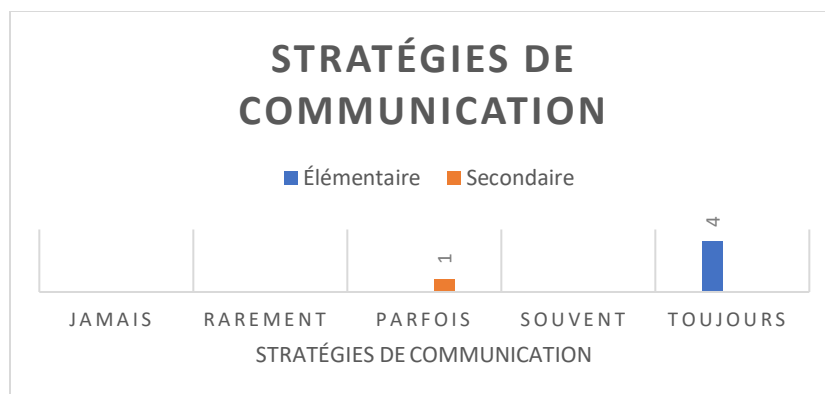 STRATÉGIES DE
COMMUNICATION
Élémentaire Secondaire
1
4
JAMAIS RAREMENT PARFOIS SOUVENT TOUJOURS
STRATÉGIES DE COMMUNICATION